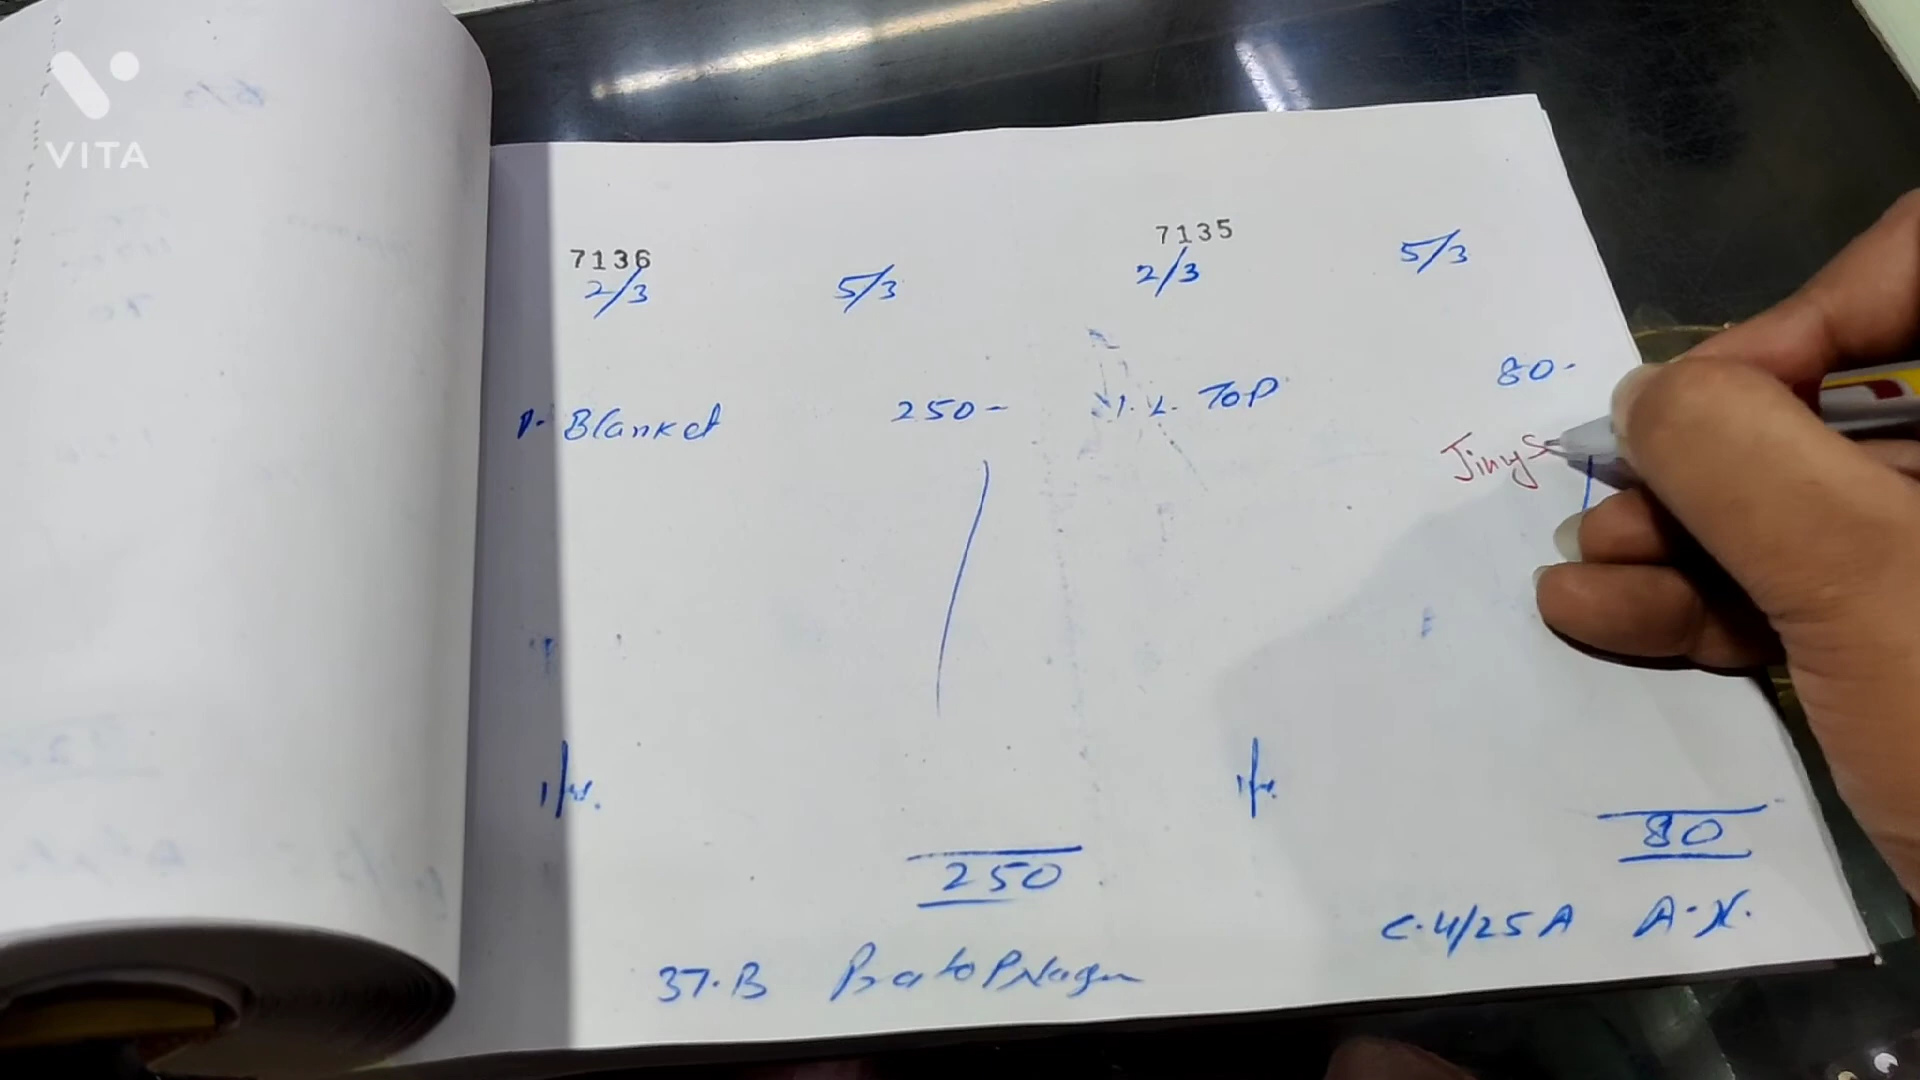 VITA
7136
2/3 5/3
1- Blanket 250-
250
37.B
7135
2/3 5/3
1. L. TOP 80-
80
C.4/25A A-